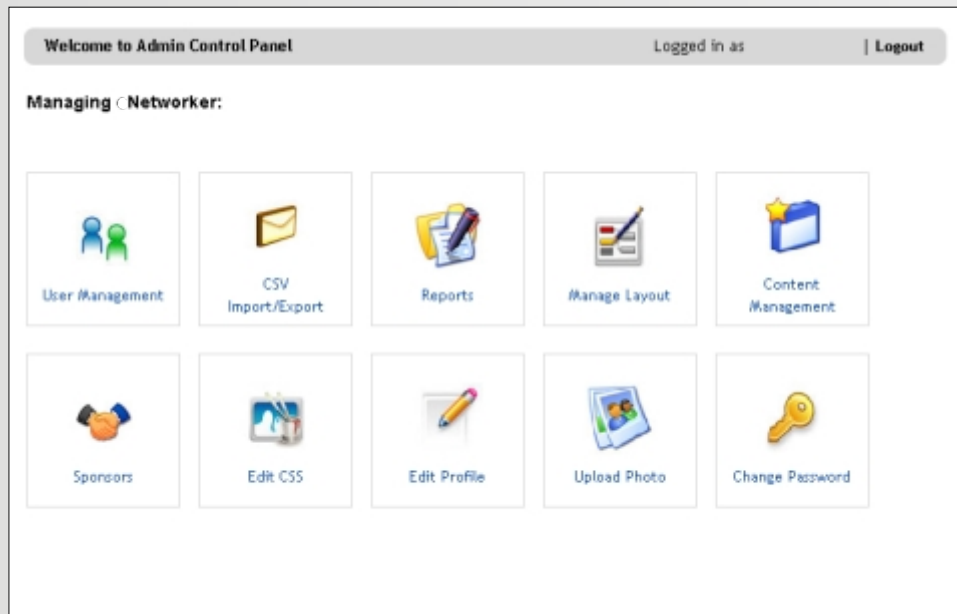 Welcome to Admin Control Panel Logged in as | Logout
Managing Networker:
User Management
CSV
Import/Export
Reports
Manage Layout
Content
Management
Sponsors
Edit CSS
Edit Profile
Upload Photo
Change Password